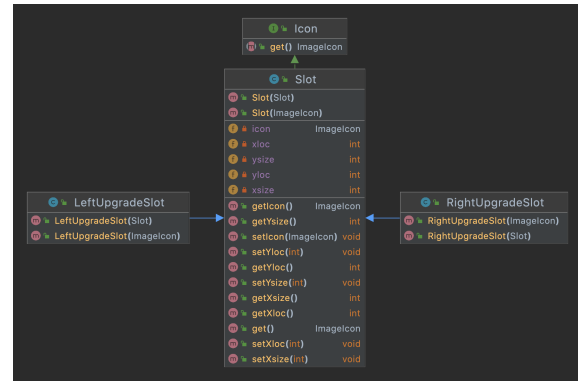 Icon
get() ImageIcon
Slot
Slot(Slot)
Slot(ImageIcon)
icon ImageIcon
xloc int
ysize int
yloc int
xsize int
getIcon() ImageIcon
getYsize() int
setIcon(ImageIcon) void
setYloc(int) void
getYloc() int
setYsize(int) void
getXsize() int
getXloc() int
get() ImageIcon
setXloc(int) void
setXsize(int) void
LeftUpgradeSlot
LeftUpgradeSlot(Slot)
LeftUpgradeSlot(ImageIcon)
RightUpgradeSlot
RightUpgradeSlot(ImageIcon)
RightUpgradeSlot(Slot)